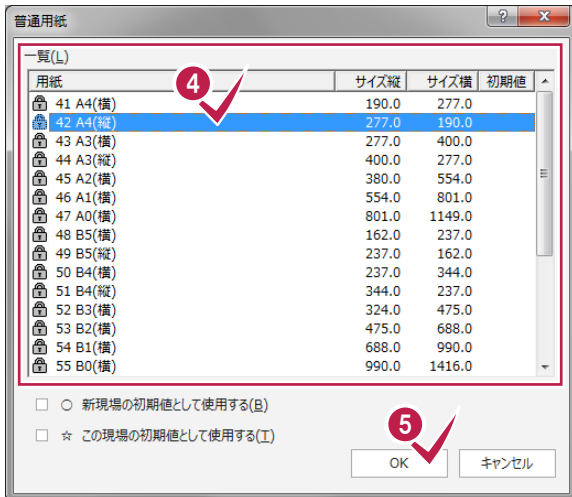 普通用紙
一覧(L)
用紙 サイズ縦 サイズ横 初期値
4
41 A4(横) 190.0 277.0
42 A4(縦) 277.0 190.0
43 A3(横) 277.0 400.0
44 A3(縦) 400.0 277.0
45 A2(横) 380.0 554.0
46 A1(横) 554.0 801.0
47 A0(横) 801.0 1149.0
48 B5(横) 162.0 237.0
49 B5(縦) 237.0 162.0
50 B4(横) 237.0 344.0
51 B4(縦) 344.0 237.0
52 B3(横) 324.0 475.0
53 B2(横) 475.0 688.0
54 B1(横) 688.0 990.0
55 B0(横) 990.0 1416.0
○ 新現場の初期値として使用する(B)
☆ この現場の初期値として使用する(T)
5
OK キャンセル